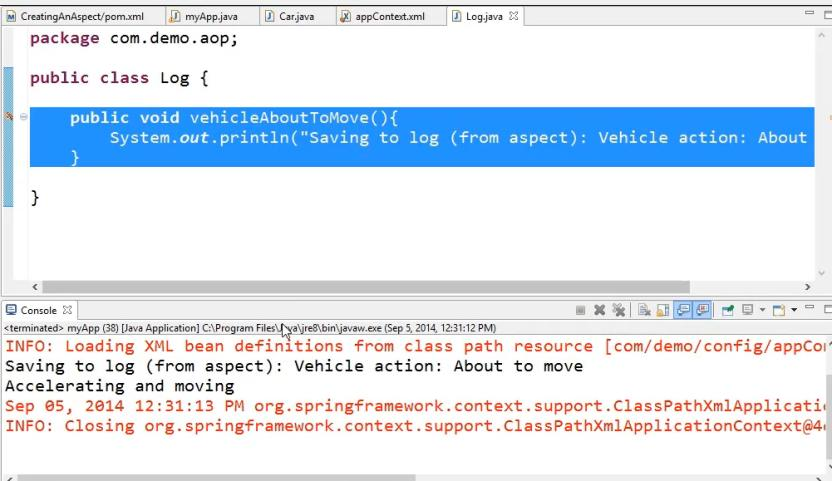 CreatingAnAspect/pom.xml myApp.java Car.java appContext.xml Log.java
package com.demo.aop;
public class Log {
public void vehicleAboutToMove(){
System.out.println("Saving to log (from aspect): Vehicle action: About
}
}
Console
<terminated> myApp (38) [Java Application] C:\Program Files\Java\jre8\bin\javaw.exe (Sep 5, 2014, 12:31:12 PM)
INFO: Loading XML bean definitions from class path resource [com/demo/config/appCon
Saving to log (from aspect): Vehicle action: About to move
Accelerating and moving
Sep 05, 2014 12:31:13 PM org.springframework.context.support.ClassPathXmlApplicatio
INFO: Closing org.springframework.context.support.ClassPathXmlApplicationContext@4